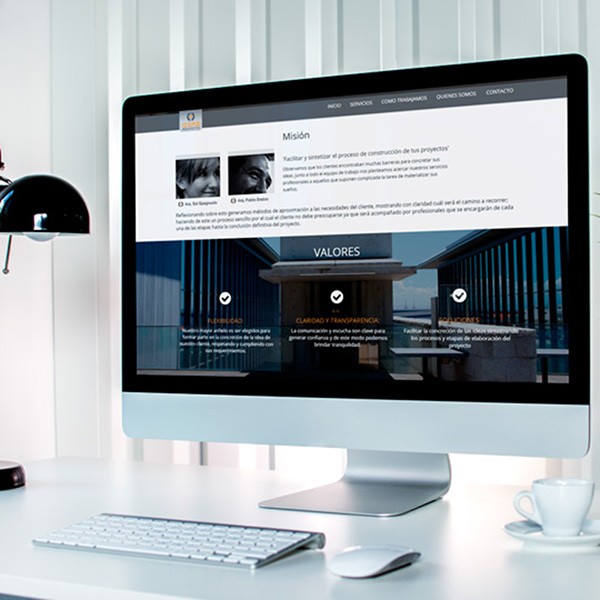 INICIO SERVICIOS COMO TRABAJAMOS QUIENES SOMOS CONTACTO
Misión
'Facilitar y sintetizar el proceso de construcción de tus proyectos'
Observamos que los clientes encontraban muchas barreras para concretar sus
ideas. Junto a todo el equipo de trabajo nos planteamos acercar nuestros servicios
profesionales a aquellos que suponen complicada la tarea de materializar sus
sueños.
Arq. Sol Spagnuolo
Arq. Pablo
Reflexionando sobre esto generamos métodos de aproximación a las necesidades del cliente, mostrando con claridad cuál será el camino a recorrer;
haciendo de este un proceso sencillo por el cual el cliente no debe preocuparse ya que será acompañado por profesionales que se encargarán de cada
una de las etapas hasta la conclusión definitiva del proyecto.
VALORES
FLEXIBILIDAD
Nuestro mayor anhelo es ser elegidos para
formar parte en la concreción de la idea de
nuestro cliente, respetando y cumpliendo con
sus requerimientos.
CLARIDAD Y TRANSPARENCIA
La comunicación y escucha son clave para
generar confianza y de este modo podemos
brindar tranquilidad.
SOLUCIONES
Facilitar la concreción de las ideas
los procesos y etapas de elaboración del
proyecto